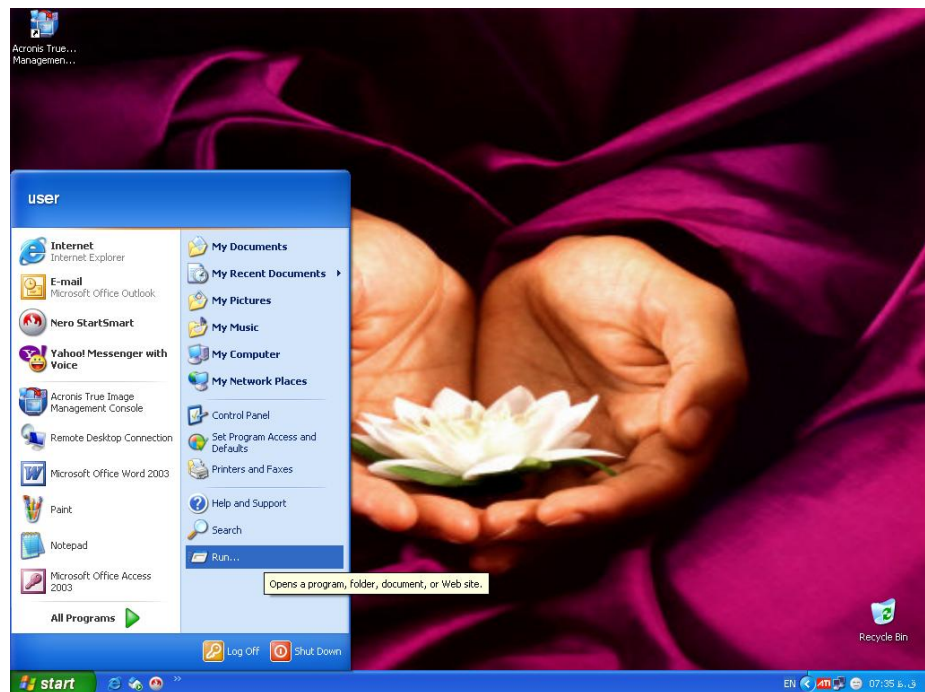 Acronis True...
Managemen...
user
Internet
Internet Explorer
E-mail
Microsoft Office Outlook
Nero StartSmart
Yahoo! Messenger with
Voice
Acronis True Image
Management Console
Remote Desktop Connection
Microsoft Office Word 2003
Paint
Notepad
Microsoft Office Access
2003
All Programs
My Documents
My Recent Documents
My Pictures
My Music
My Computer
My Network Places
Control Panel
Set Program Access and
Defaults
Printers and Faxes
Help and Support
Search
Run...
Opens a program, folder, document, or Web site.
Log Off
Shut Down
Recycle Bin
start
EN
ATI
07:35 ق.ظ